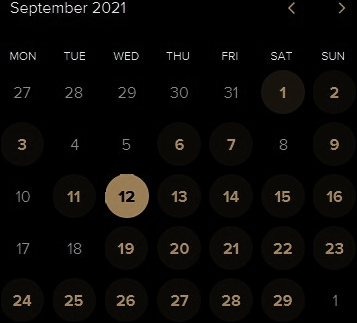 September 2021
MON TUE WED THU FRI SAT SUN
27 28 29 30 31 1 2
3 4 5 6 7 8 9
10 11 12 13 14 15 16
17 18 19 20 21 22 23
24 25 26 27 28 29 1